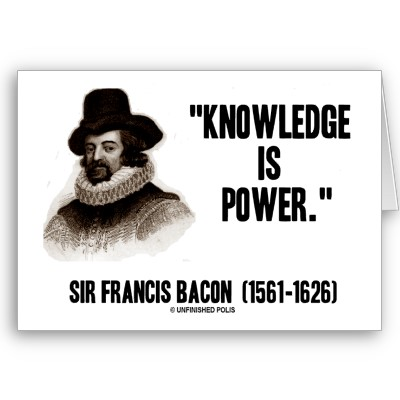 "KNOWLEDGE
IS
POWER."
SIR FRANCIS BACON (1561-1626)
© UNFINISHED POLIS